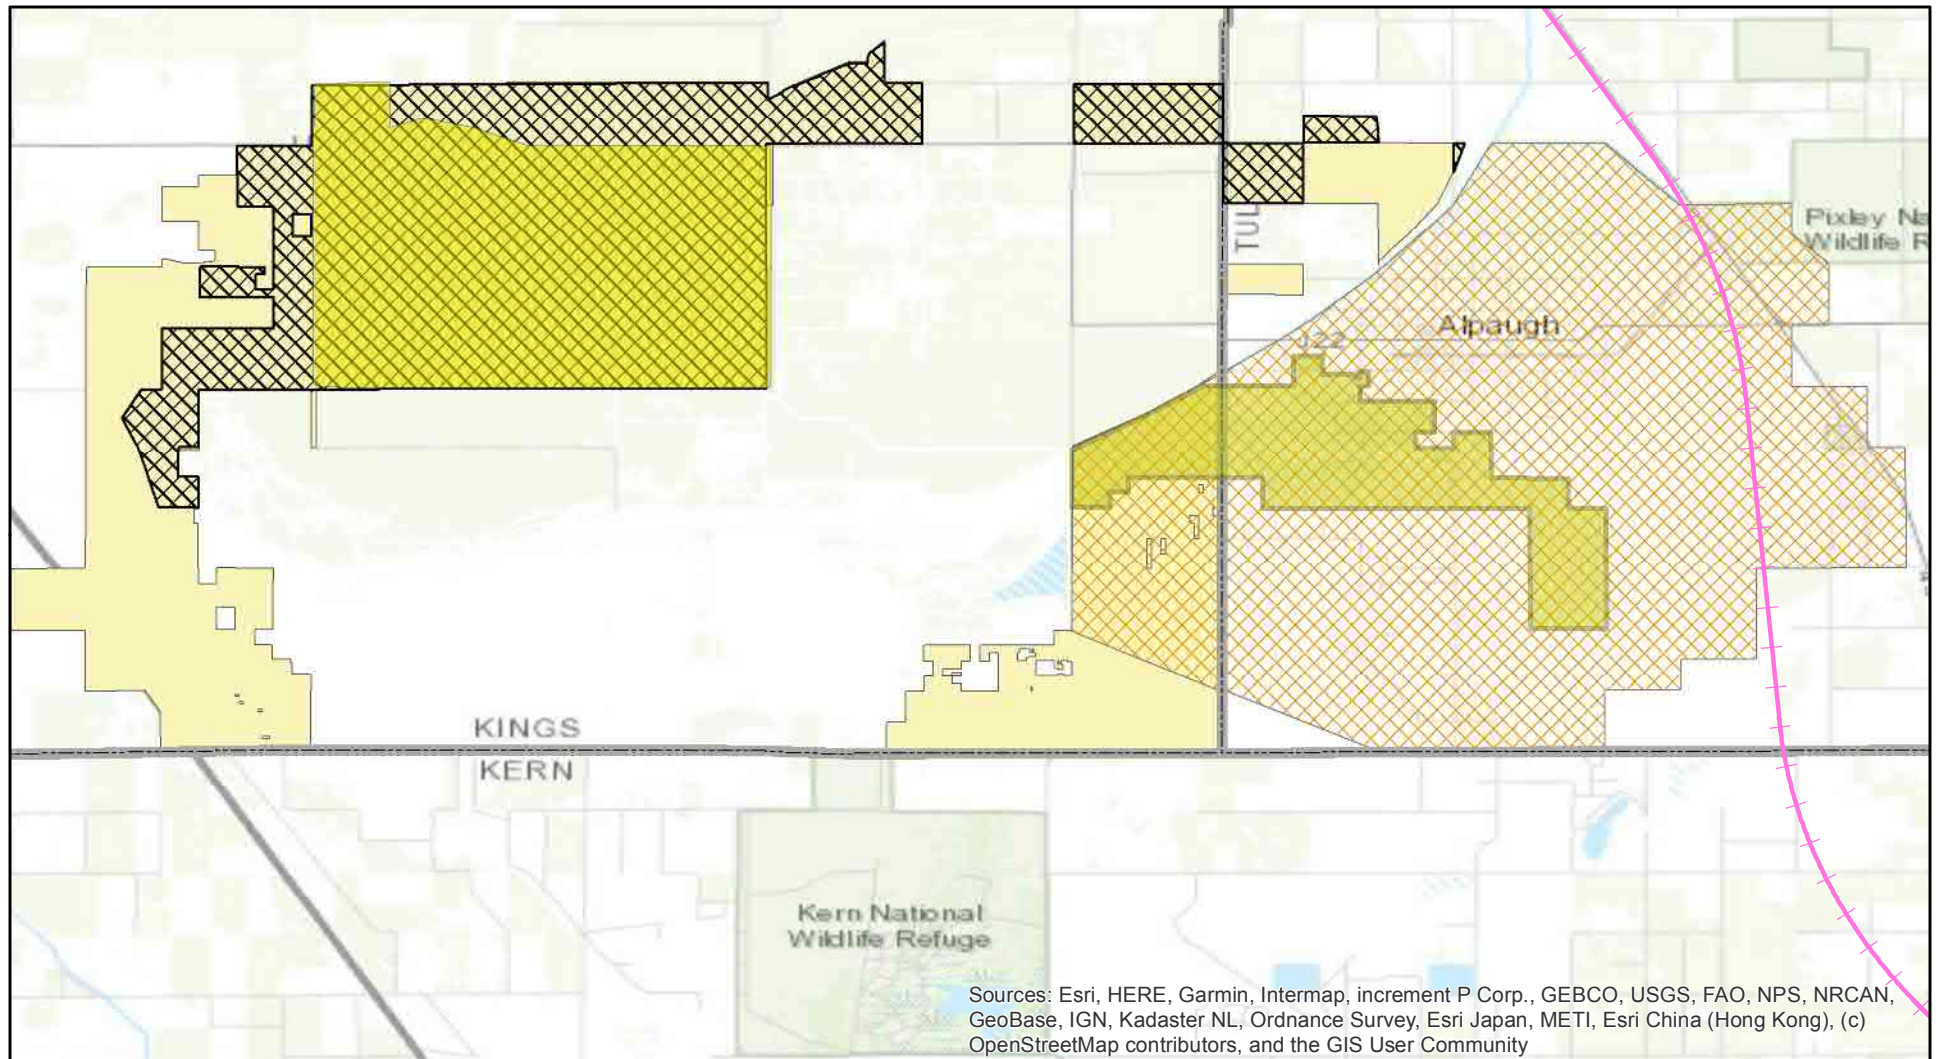 Pixley Na
Wildlife R
TUL
Alpaugh
J22
KINGS
KERN
Kern National
Wildlife Refuge
Sources: Esri, HERE, Garmin, Intermap, increment P Corp., GEBCO, USGS, FAO, NPS, NRCAN,
GeoBase, IGN, Kadaster NL, Ordnance Survey, Esri Japan, METI, Esri China (Hong Kong), (c)
OpenStreetMap contributors, and the GIS User Community